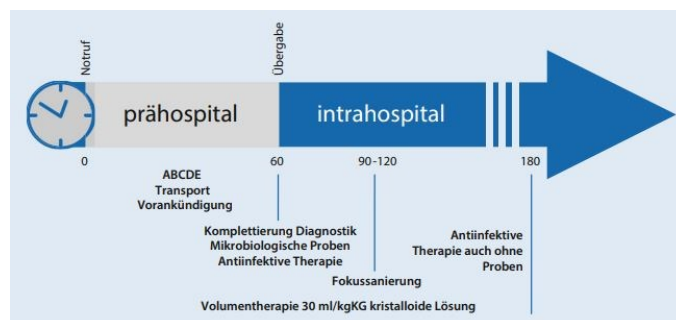 Notruf
Übergabe
prähospital
intrahospital
0
60
90-120
180
ABCDE
Transport
Vorankündigung
Komplettierung Diagnostik
Mikrobiologische Proben
Antiinfektive Therapie
Antiinfektive
Therapie auch ohne
Proben
Fokussanierung
Volumentherapie 30 ml/kgKG kristalloide Lösung